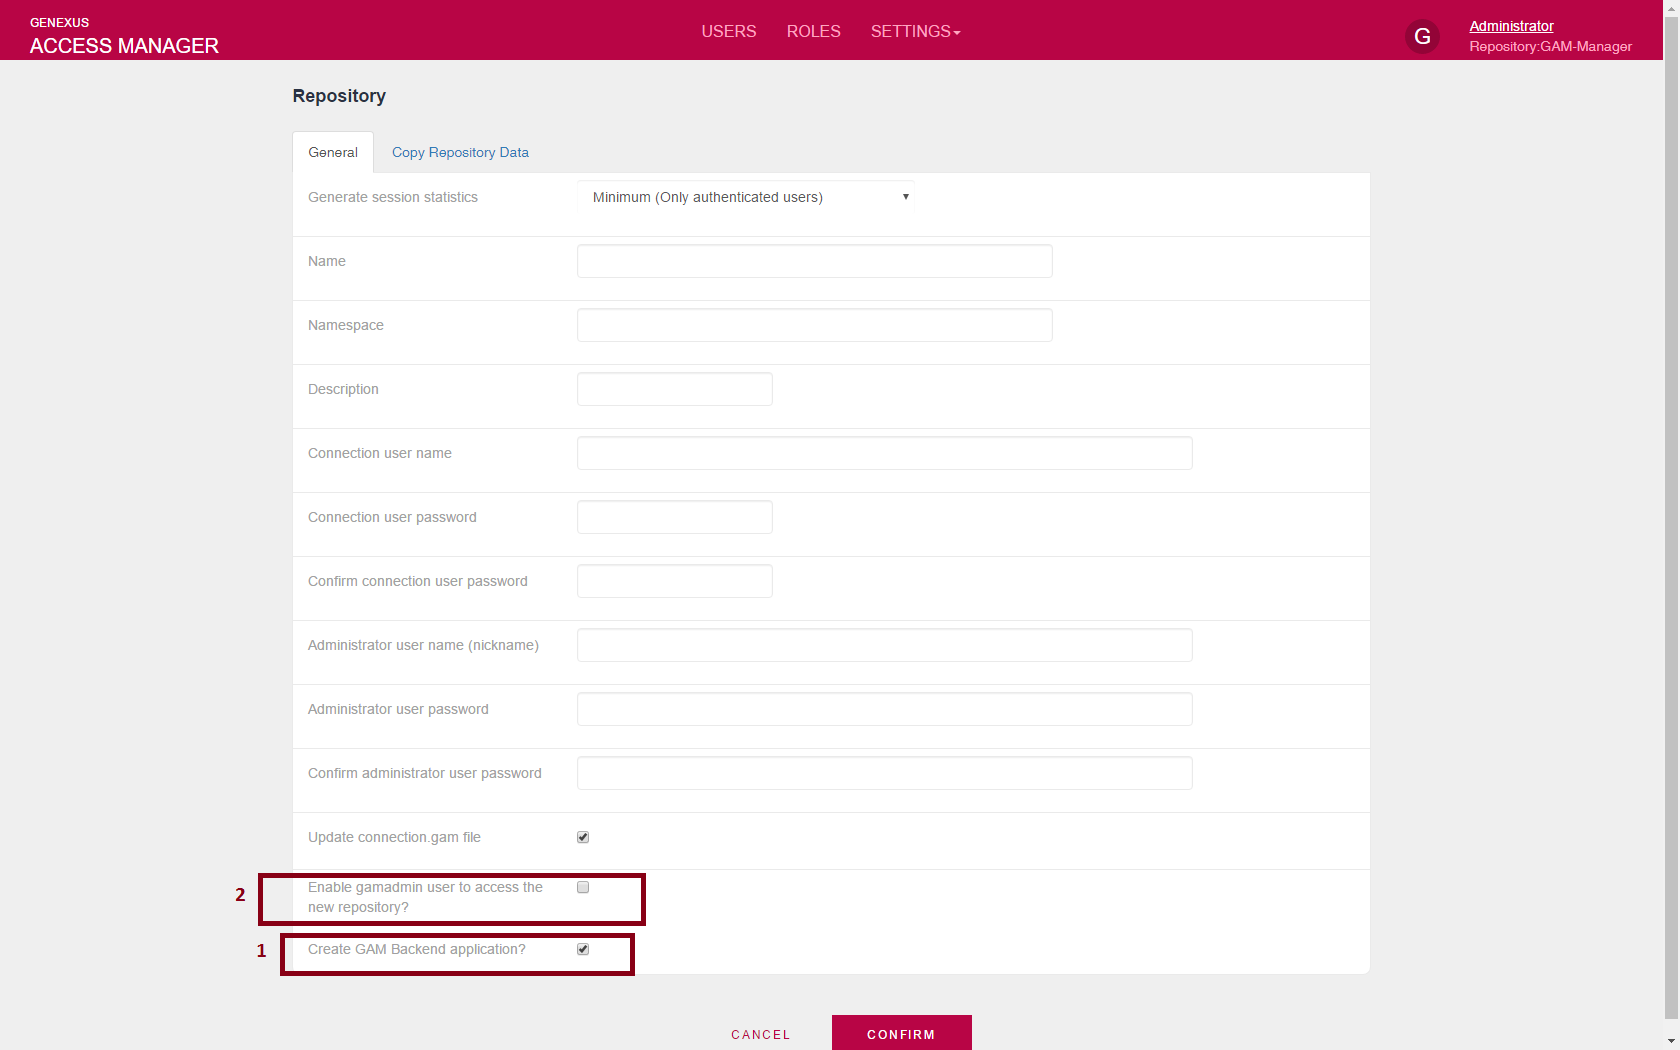 GENEXUS
ACCESS MANAGER
USERS ROLES SETTINGS
G
Administrator
Repository:GAM-Manager
Repository
General Copy Repository Data
Generate session statistics Minimum (Only authenticated users)
Name
Namespace
Description
Connection user name
Connection user password
Confirm connection user password
Administrator user name (nickname)
Administrator user password
Confirm administrator user password
Update connection.gam file
2 Enable gamadmin user to access the
new repository?
1 Create GAM Backend application?
CANCEL CONFIRM